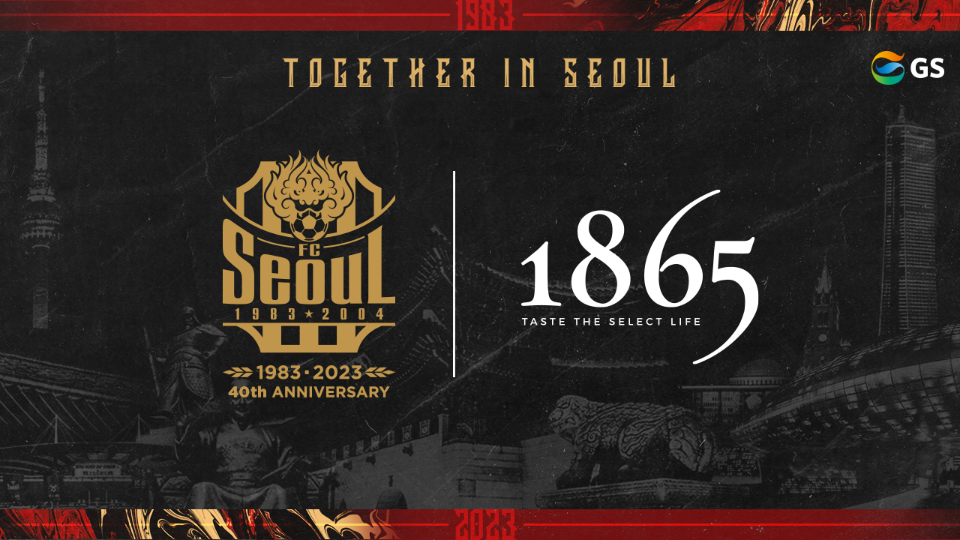 1983
TOGETHER IN SEOUL
GS
FC
SeouL
1983★2004
1983·2023
40th ANNIVERSARY
1865
TASTE THE SELECT LIFE
2023